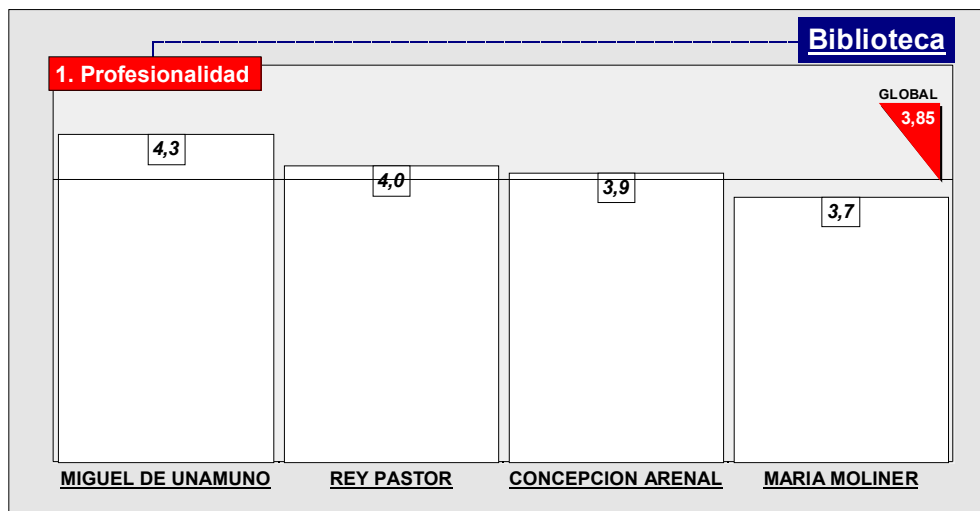 Biblioteca
1. Profesionalidad
GLOBAL
3,85
4,3
4,0
3,9
3,7
MIGUEL DE UNAMUNO
REY PASTOR
CONCEPCION ARENAL
MARIA MOLINER